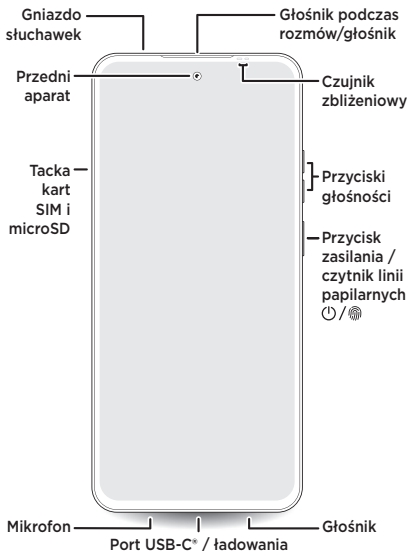 Gniazdo
słuchawek
Głośnik podczas
rozmów/głośnik
Przedni
aparat
Czujnik
zbliżeniowy
Tacka
kart
SIM i
microSD
Przyciski
głośności
Przycisk
zasilania /
czytnik linii
papilarnych
/
Mikrofon
Głośnik
Port USB-C® / ładowania